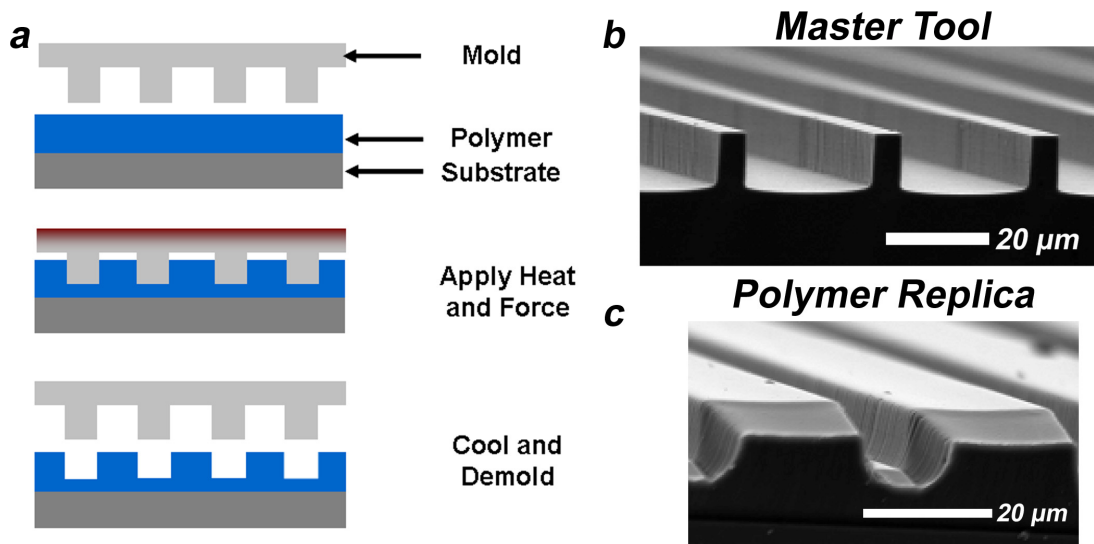 a
Mold
Polymer
Substrate
Apply Heat
and Force
Cool and
Demold
b
Master Tool
20 µm
Polymer Replica
c
20 µm